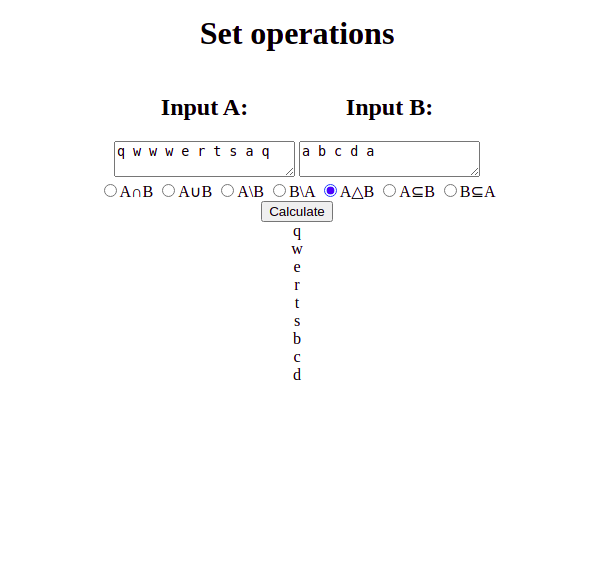 Set operations
Input A: Input B:
q w w w e r t s a q a b c d a
A∩B A∪B A\B B\A A△B A⊆B B⊆A
Calculate
q
w
e
r
t
s
b
c
d